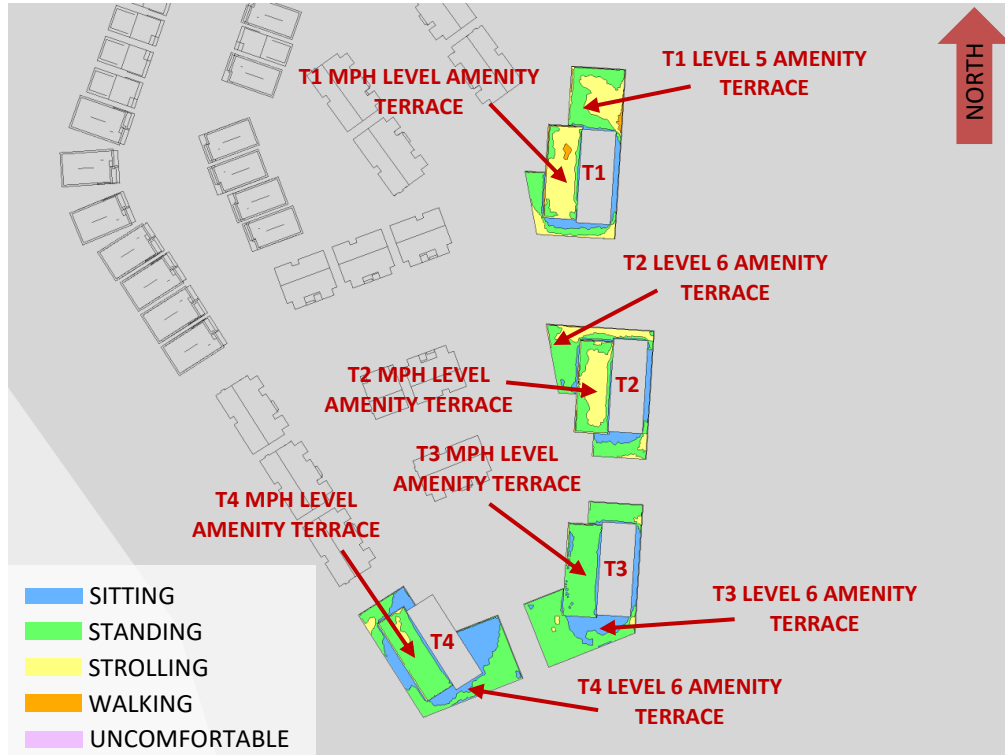 T1 MPH LEVEL AMENITY
TERRACE
T1 LEVEL 5 AMENITY
TERRACE
NORTH
T1
T2 LEVEL 6 AMENITY
TERRACE
T2 MPH LEVEL
AMENITY TERRACE
T2
T3 MPH LEVEL
AMENITY TERRACE
T4 MPH LEVEL
AMENITY TERRACE
T3
T3 LEVEL 6 AMENITY
TERRACE
T4
T4 LEVEL 6 AMENITY
TERRACE
SITTING
STANDING
STROLLING
WALKING
UNCOMFORTABLE